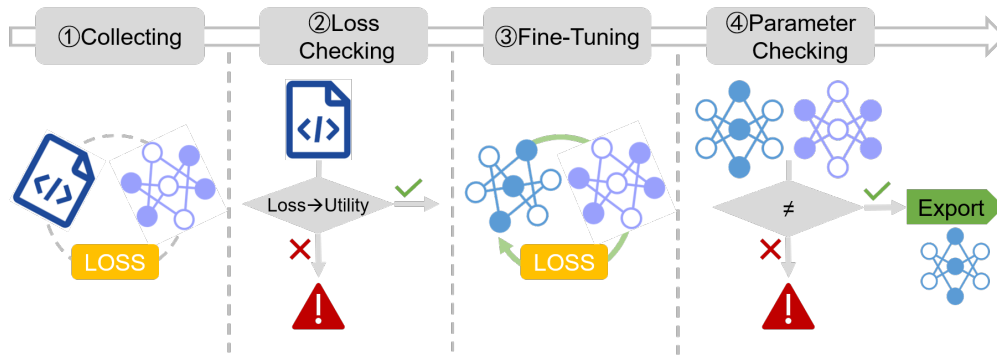 ①Collecting
②Loss
Checking
③Fine-Tuning
④Parameter
Checking
</>
LOSS
</>
Loss→Utility
LOSS
≠
Export